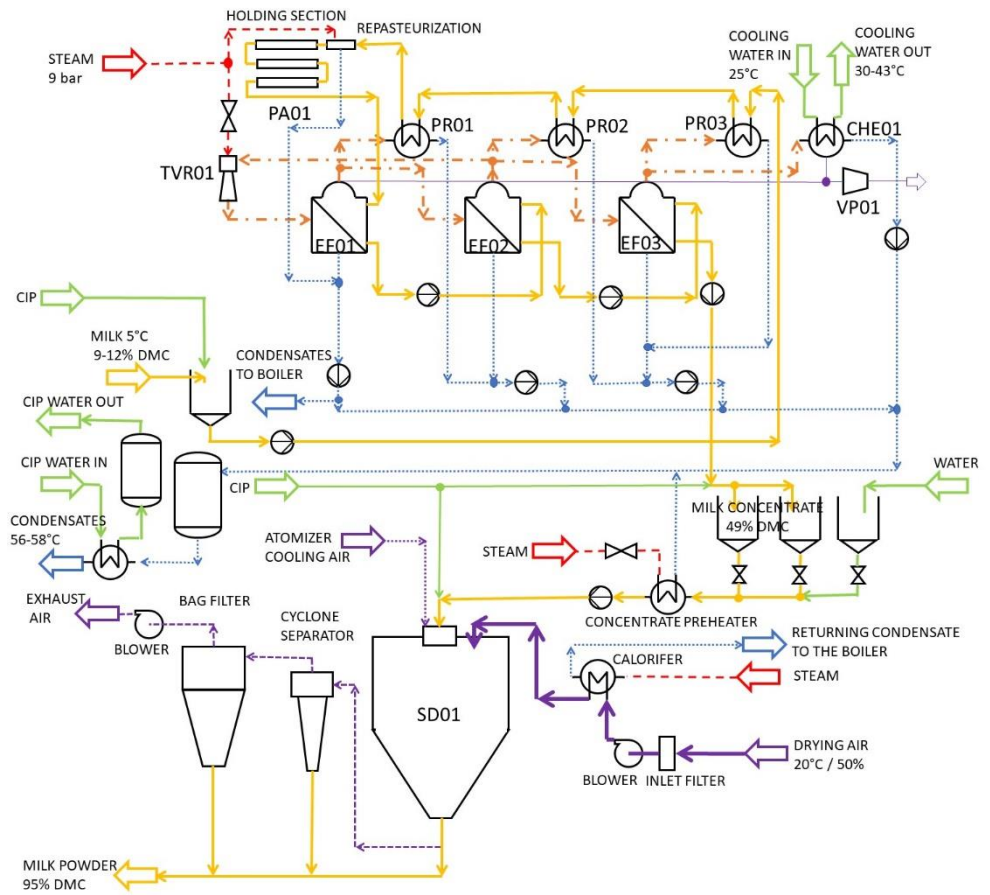 HOLDING SECTION
REPASTEURIZATION
STEAM
9 bar
PA01
COOLING
WATER IN
25°C
COOLING
WATER OUT
30-43°C
PR01
PR02
PR03
CHE01
TVR01
VP01
EF01
EF02
EF03
CIP
MILK 5°C
9-12% DMC
CONDENSATES
TO BOILER
CIP WATER OUT
CIP WATER IN
CIP
WATER
MILK CONCENTRATE
49% DMC
CONDENSATES
56-58°C
ATOMIZER
COOLING AIR
STEAM
EXHAUST
AIR
BAG FILTER
BLOWER
CYCLONE
SEPARATOR
CONCENTRATE PREHEATER
RETURNING CONDENSATE
TO THE BOILER
CALORIFER
STEAM
SD01
DRYING AIR
20°C / 50%
BLOWER
INLET FILTER
MILK POWDER
95% DMC